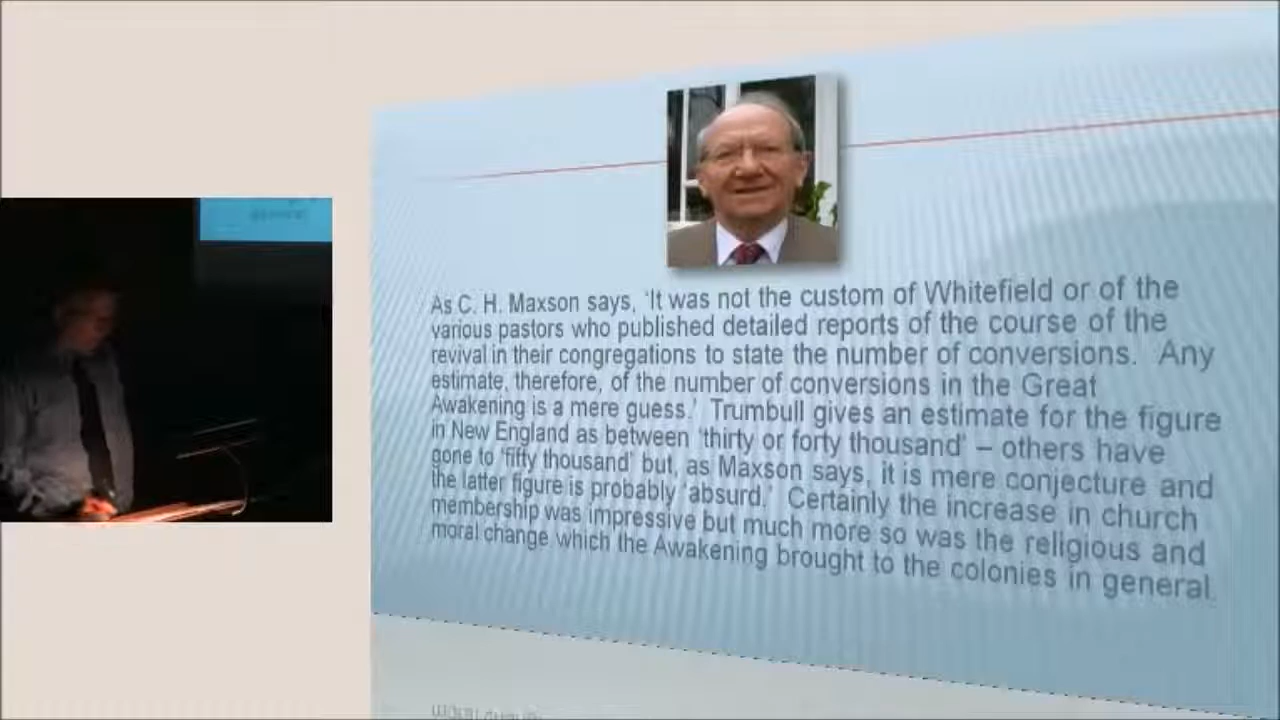 As C. H. Maxson says, 'It was not the custom of Whitefield or of the
various pastors who published detailed reports of the course of the
revival in their congregations to state the number of conversions. Any
estimate, therefore, of the number of conversions in the Great
Awakening is a mere guess.' Trumbull gives an estimate for the figure
in New England as between 'thirty or forty thousand' – others have
gone to 'fifty thousand' but, as Maxson says, it is mere conjecture and
the latter figure is probably 'absurd.' Certainly the increase in church
membership was impressive but much more so was the religious and
moral change which the Awakening brought to the colonies in general.